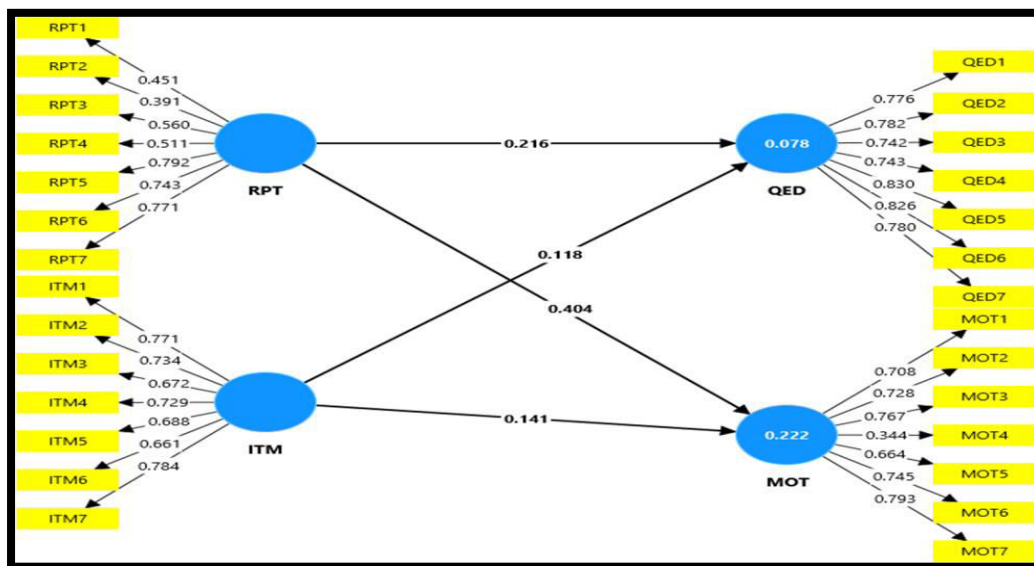 RPT1
RPT2
RPT3
RPT4
RPT5
RPT6
RPT7
0.451
0.391
0.560
0.511
0.792
0.743
0.771
RPT
ITM1
ITM2
ITM3
ITM4
ITM5
ITM6
ITM7
0.771
0.734
0.672
0.729
0.688
0.661
0.784
ITM
0.216
0.118
0.404
0.141
0.078
QED
0.776
0.782
0.742
0.743
0.830
0.826
0.780
QED1
QED2
QED3
QED4
QED5
QED6
QED7
0.222
MOT
0.708
0.728
0.767
0.344
0.664
0.745
0.793
MOT1
MOT2
MOT3
MOT4
MOT5
MOT6
MOT7